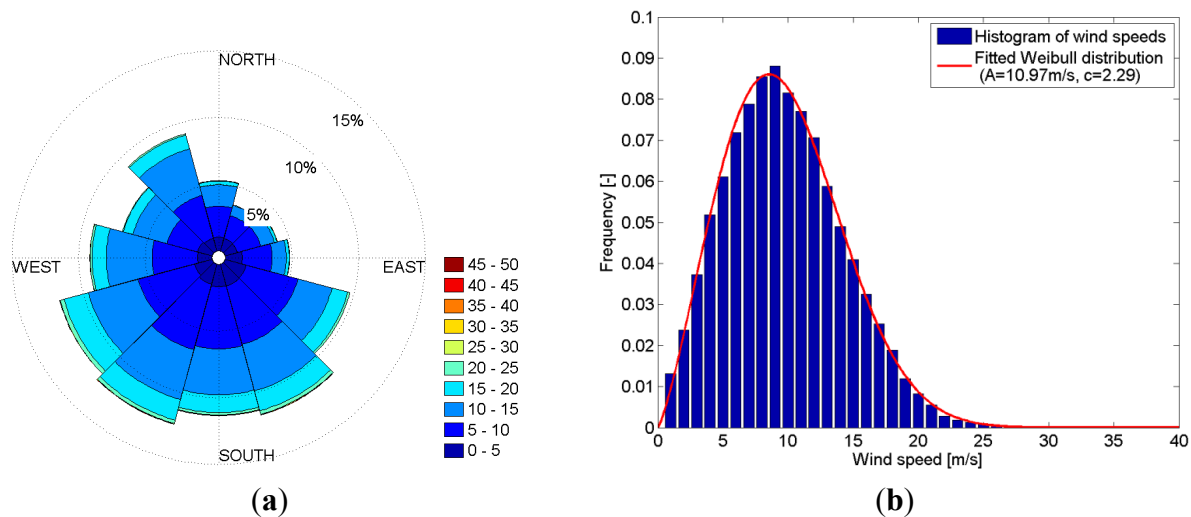 NORTH
15%
10%
5%
WEST
EAST
SOUTH
45 - 50
40 - 45
35 - 40
30 - 35
25 - 30
20 - 25
15 - 20
10 - 15
5 - 10
0 - 5
(a)
0.1
0.09
0.08
0.07
0.06
0.05
0.04
0.03
0.02
0.01
0
Frequency [-]
Histogram of wind speeds
Fitted Weibull distribution
(A=10.97m/s, c=2.29)
0 5 10 15 20 25 30 35 40
Wind speed [m/s]
(b)